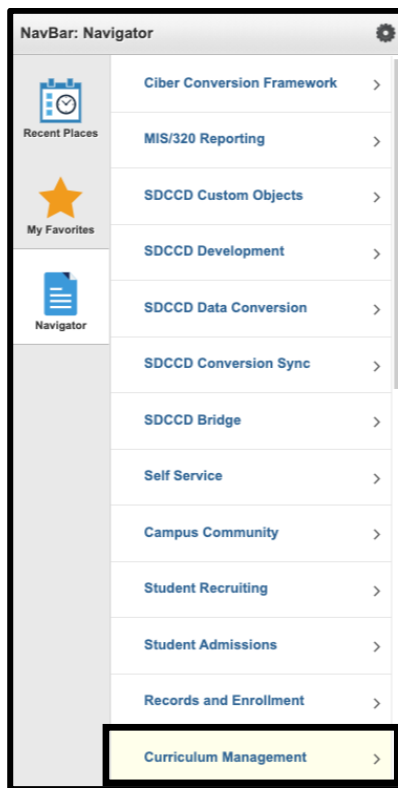 NavBar: Navigator
Recent Places
My Favorites
Navigator
Ciber Conversion Framework
MIS/320 Reporting
SDCCD Custom Objects
SDCCD Development
SDCCD Data Conversion
SDCCD Conversion Sync
SDCCD Bridge
Self Service
Campus Community
Student Recruiting
Student Admissions
Records and Enrollment
Curriculum Management